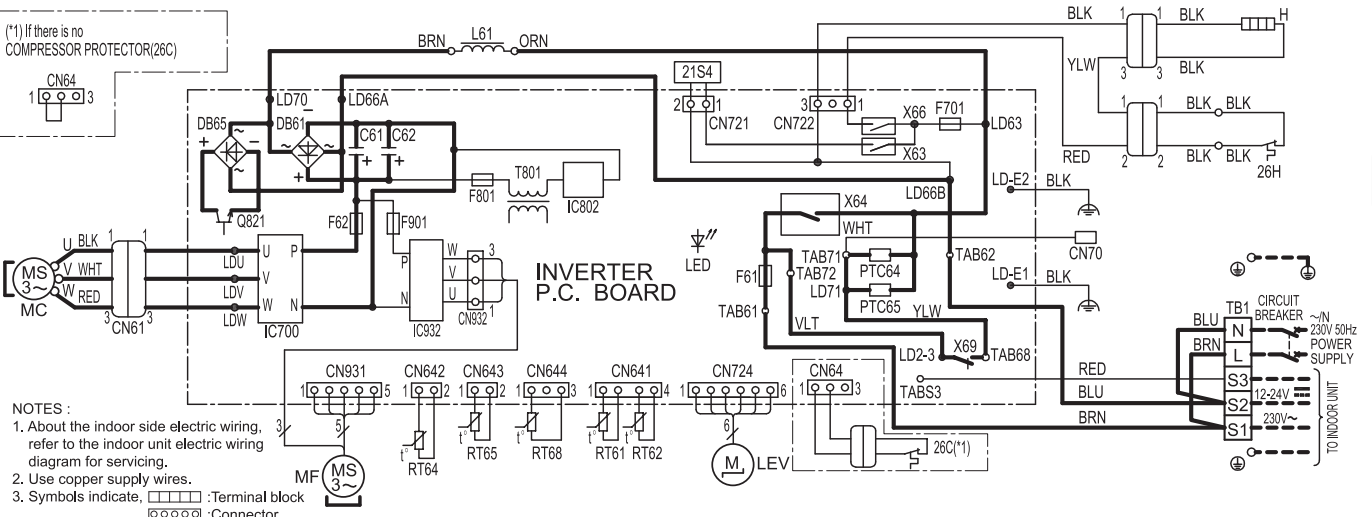 (*1) If there is no
COMPRESSOR PROTECTOR(26C)
CN64
1 3
BRN L61 ORN
BLK 1 1 BLK H
YLW 3 3 BLK
BLK BLK
1 1
RED 2 2 BLK BLK
26H
21S4
2 1
CN721
3 1
CN722
X66 F701
X63
LD63
LD70 LD66A
DB65 DB61 C61 C62
~ ~ + - - ~ ~ + + +
Q821
F801 T801 IC802
F62 F901
LD66B
LD-E2 BLK
X64
WHT
CN70
TAB71
TAB72
LD71
PTC64
PTC65
TAB62
LD-E1 BLK
LED
F61
TAB61
VLT
YLW
LD2-3 X69 TAB68
INVERTER
P.C. BOARD
MS
3~
MC
U BLK 1 1 LDU U P
V WHT LDV V
W RED 3 3 LDW W N
CN61
IC700
P W 3
V
N U 1
IC932 CN932
TB1
CIRCUIT
BREAKER
~/N
230V 50Hz
POWER
SUPPLY
BLU N
BRN L
RED S3
BLU S2 12-24V
BRN S1 230V~
TO INDOOR UNIT
TABS3
CN931
1 5
CN642
1 2
CN643
1 2
CN644
1 3
CN641
1 4
CN724
1 6
CN64
1 3
3 5
MF
MS
3~
t° RT64
t° RT65
t° RT68
t° RT61 t° RT62
6
M LEV
26C(*1)
NOTES :
1. About the indoor side electric wiring,
refer to the indoor unit electric wiring
diagram for servicing.
2. Use copper supply wires.
3. Symbols indicate, :Terminal block
:Connector